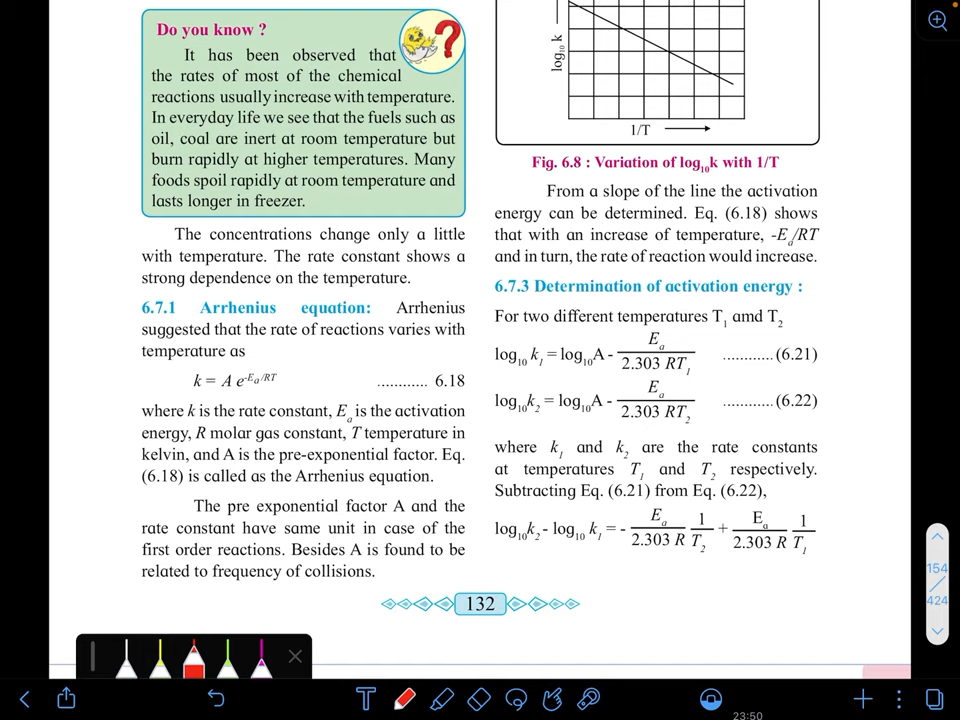 Do you know ?
It has been observed that
the rates of most of the chemical
reactions usually increase with temperature.
In everyday life we see that the fuels such as
oil, coal are inert at room temperature but
burn rapidly at higher temperatures. Many
foods spoil rapidly at room temperature and
lasts longer in freezer.
The concentrations change only a little
with temperature. The rate constant shows a
strong dependence on the temperature.
6.7.1 Arrhenius equation: Arrhenius
suggested that the rate of reactions varies with
temperature as
k = A e^-Ea/RT ............ 6.18
where k is the rate constant, Ea is the activation
energy, R molar gas constant, T temperature in
kelvin, and A is the pre-exponential factor. Eq.
(6.18) is called as the Arrhenius equation.
The pre exponential factor A and the
rate constant have same unit in case of the
first order reactions. Besides A is found to be
related to frequency of collisions.
log10 k
1/T
Fig. 6.8 : Variation of log10k with 1/T
From a slope of the line the activation
energy can be determined. Eq. (6.18) shows
that with an increase of temperature, -Ea/RT
and in turn, the rate of reaction would increase.
6.7.3 Determination of activation energy :
For two different temperatures T1 amd T2
log10 k1 = log10A - Ea / 2.303 RT1 ............(6.21)
log10k2 = log10A - Ea / 2.303 RT2 ............(6.22)
where k1 and k2 are the rate constants
at temperatures T1 and T2 respectively.
Subtracting Eq. (6.21) from Eq. (6.22),
log10k2 - log10 k1 = - Ea / 2.303 R 1 / T2 + Ea / 2.303 R 1 / T1
132
154
424
23:50